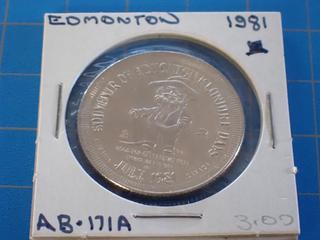 EDMONTON 1981
SOUVENIR OF EDMONTON KLONDIKE DAYS
JULY 1981
AB-171A 3.00